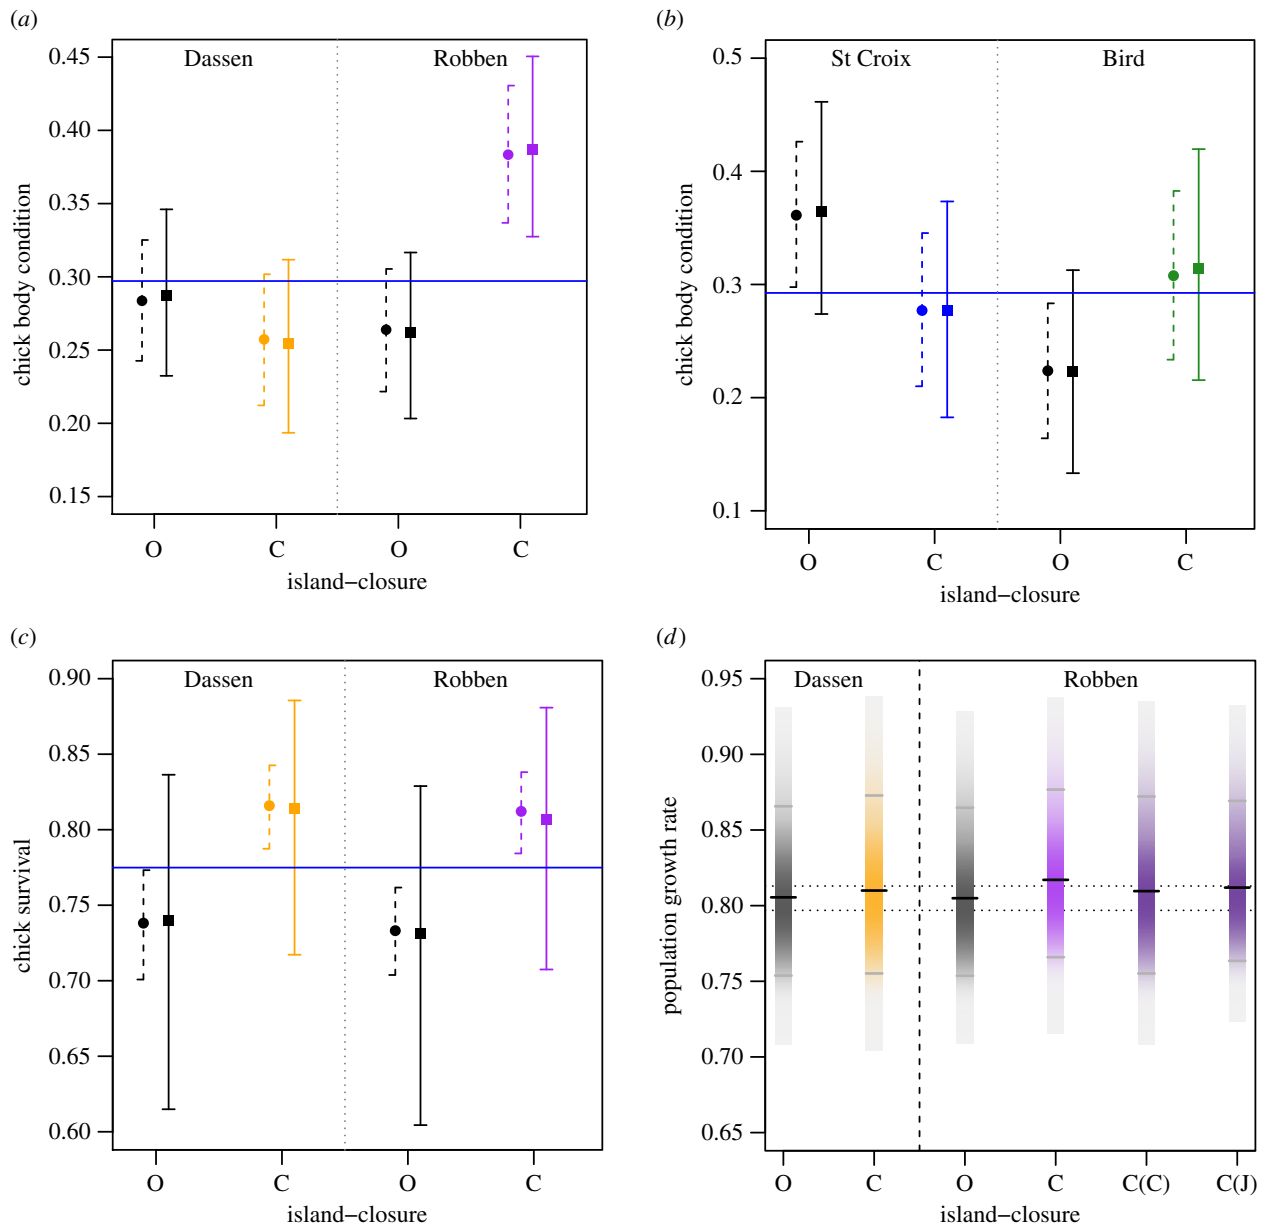 (a)
Dassen Robben
0.45
0.40
0.35
0.30
0.25
0.20
0.15
chick body condition
O C O C
island−closure
(b)
St Croix Bird
0.5
0.4
0.3
0.2
0.1
chick body condition
O C O C
island−closure
(c)
Dassen Robben
0.90
0.85
0.80
0.75
0.70
0.65
0.60
chick survival
O C O C
island−closure
(d)
Dassen Robben
0.95
0.90
0.85
0.80
0.75
0.70
0.65
population growth rate
O C O C C(C) C(J)
island−closure